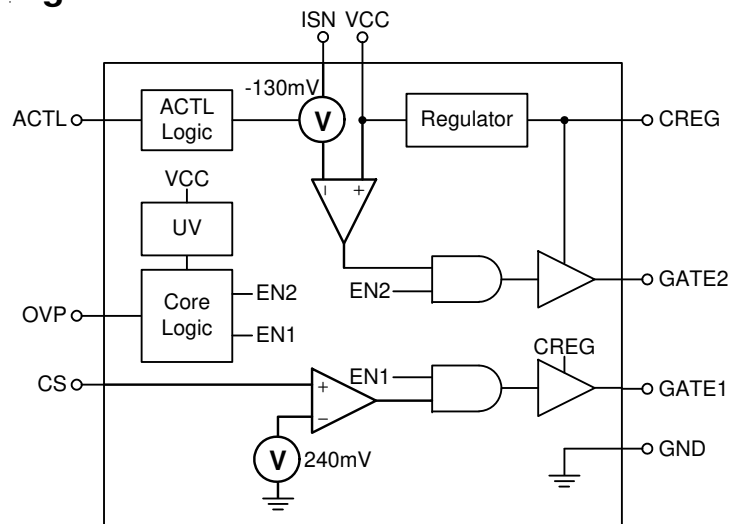 ISN VCC
-130mV
ACTL
ACTL
Logic
V
Regulator
CREG
VCC
UV
EN2
GATE2
OVP
Core
Logic
EN2
EN1
CREG
CS
EN1
GATE1
V
240mV
GND